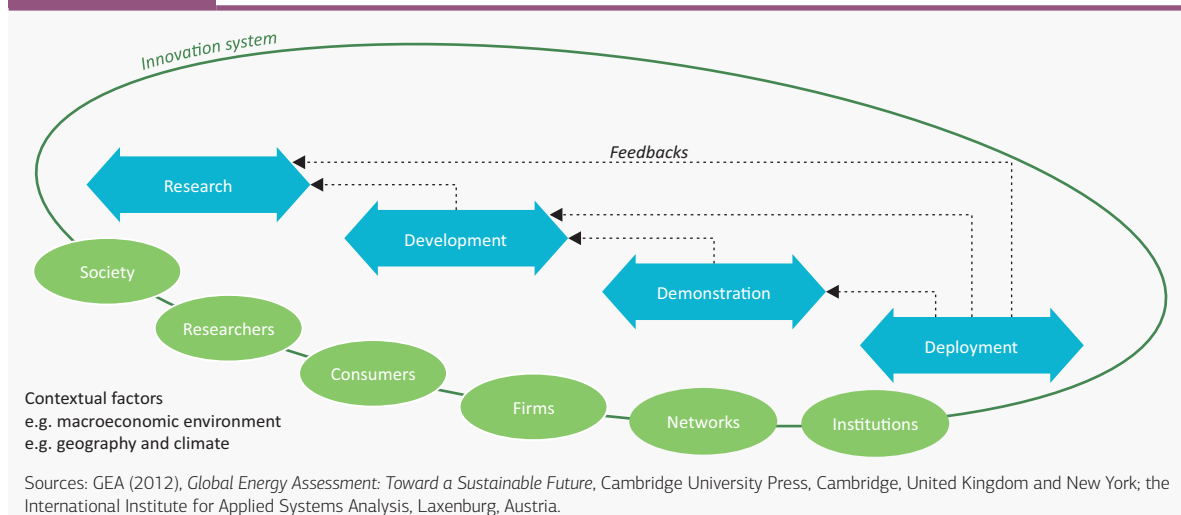 Innovation system
Feedbacks
Research
Development
Demonstration
Deployment
Society
Researchers
Consumers
Firms
Networks
Institutions
Contextual factors
e.g. macroeconomic environment
e.g. geography and climate
Sources: GEA (2012), Global Energy Assessment: Toward a Sustainable Future, Cambridge University Press, Cambridge, United Kingdom and New York; the
International Institute for Applied Systems Analysis, Laxenburg, Austria.